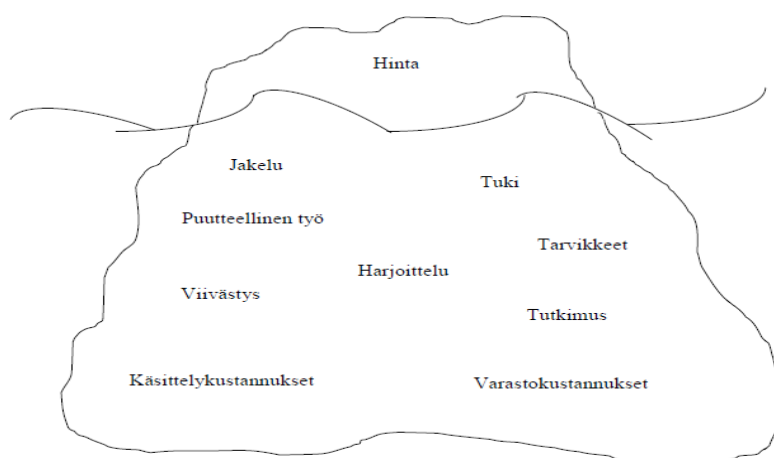 Hinta
Jakelu
Tuki
Puutteellinen työ
Tarvikkeet
Harjoittelu
Viivästys
Tutkimus
Käsittelykustannukset
Varastokustannukset